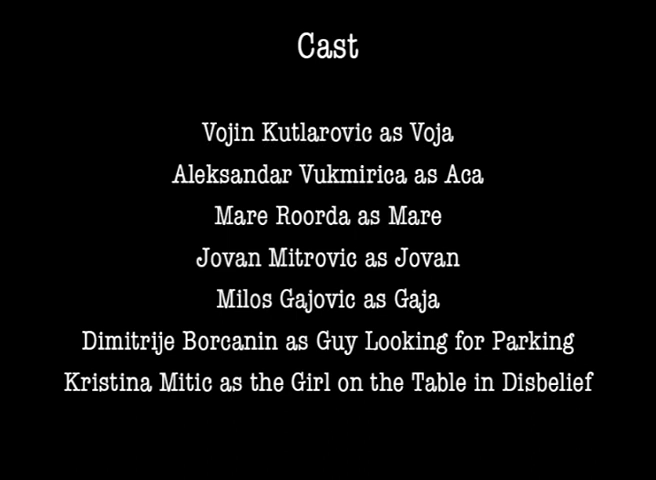 Cast
Vojin Kutlarovic as Voja
Aleksandar Vukmirica as Aca
Mare Roorda as Mare
Jovan Mitrovic as Jovan
Milos Gajovic as Gaja
Dimitrije Borcanin as Guy Looking for Parking
Kristina Mitic as the Girl on the Table in Disbelief